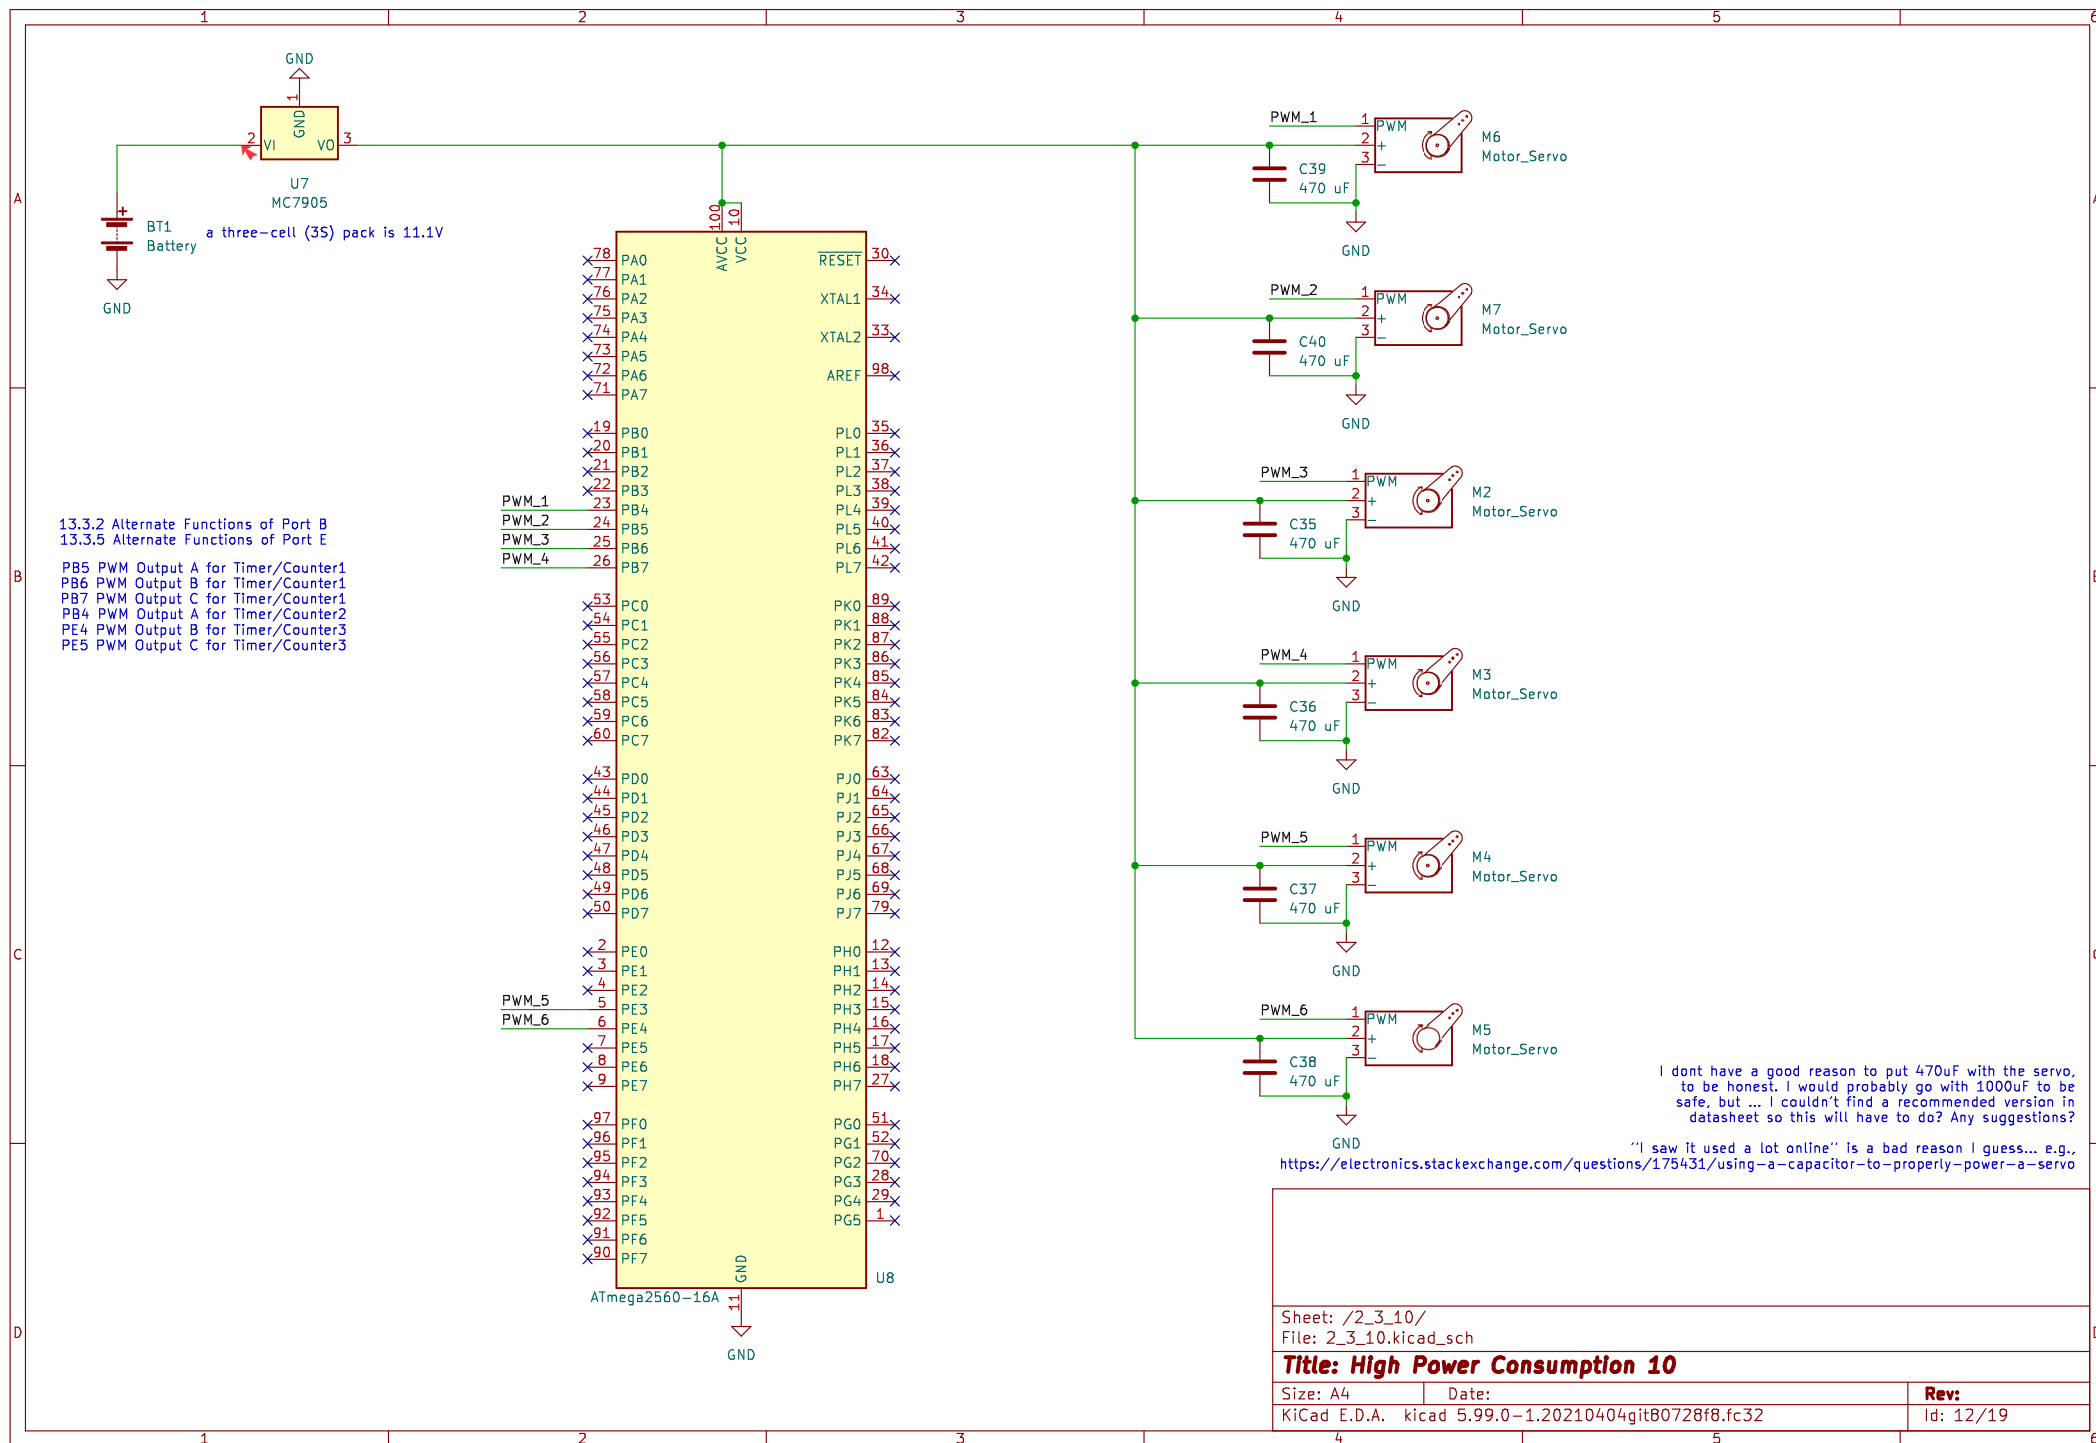 1 2 3 4 5 6
GND
1
GND
2 VI VO 3
U7
MC7905
A
BT1
Battery
a three-cell (3S) pack is 11.1V
GND
13.3.2 Alternate Functions of Port B
13.3.5 Alternate Functions of Port E
PB5 PWM Output A for Timer/Counter1
PB6 PWM Output B for Timer/Counter1
PB7 PWM Output C for Timer/Counter1
PB4 PWM Output A for Timer/Counter2
PE4 PWM Output B for Timer/Counter3
PE5 PWM Output C for Timer/Counter3
B
C
D
100 10
AVCC VCC
78 PA0 RESET 30
77 PA1
76 PA2 XTAL1 34
75 PA3
74 PA4 XTAL2 33
73 PA5
72 PA6 AREF 98
71 PA7
19 PB0 PL0 35
20 PB1 PL1 36
21 PB2 PL2 37
22 PB3 PL3 38
PWM_1 23 PB4 PL4 39
PWM_2 24 PB5 PL5 40
PWM_3 25 PB6 PL6 41
PWM_4 26 PB7 PL7 42
53 PC0 PK0 89
54 PC1 PK1 88
55 PC2 PK2 87
56 PC3 PK3 86
57 PC4 PK4 85
58 PC5 PK5 84
59 PC6 PK6 83
60 PC7 PK7 82
43 PD0 PJ0 63
44 PD1 PJ1 64
45 PD2 PJ2 65
46 PD3 PJ3 66
47 PD4 PJ4 67
48 PD5 PJ5 68
49 PD6 PJ6 69
50 PD7 PJ7 79
2 PE0 PH0 12
3 PE1 PH1 13
4 PE2 PH2 14
PWM_5 5 PE3 PH3 15
PWM_6 6 PE4 PH4 16
7 PE5 PH5 17
8 PE6 PH6 18
9 PE7 PH7 27
97 PF0 PG0 51
96 PF1 PG1 52
95 PF2 PG2 70
94 PF3 PG3 28
93 PF4 PG4 29
92 PF5 PG5 1
91 PF6
90 PF7
GND
U8
ATmega2560-16A
11
GND
PWM_1 1 PWM
2 +
3 -
M6
Motor_Servo
C39
470 uF
GND
PWM_2 1 PWM
2 +
3 -
M7
Motor_Servo
C40
470 uF
GND
PWM_3 1 PWM
2 +
3 -
M2
Motor_Servo
C35
470 uF
GND
PWM_4 1 PWM
2 +
3 -
M3
Motor_Servo
C36
470 uF
GND
PWM_5 1 PWM
2 +
3 -
M4
Motor_Servo
C37
470 uF
GND
PWM_6 1 PWM
2 +
3 -
M5
Motor_Servo
C38
470 uF
GND
I dont have a good reason to put 470uF with the servo,
to be honest. I would probably go with 1000uF to be
safe, but ... I couldn't find a recommended version in
datasheet so this will have to do? Any suggestions?
''I saw it used a lot online'' is a bad reason I guess... e.g.,
https://electronics.stackexchange.com/questions/175431/using-a-capacitor-to-properly-power-a-servo
Sheet: /2_3_10/
File: 2_3_10.kicad_sch
Title: High Power Consumption 10
Size: A4 Date: Rev:
KiCad E.D.A. kicad 5.99.0-1.20210404git80728f8.fc32 Id: 12/19
1 2 3 4 5 6